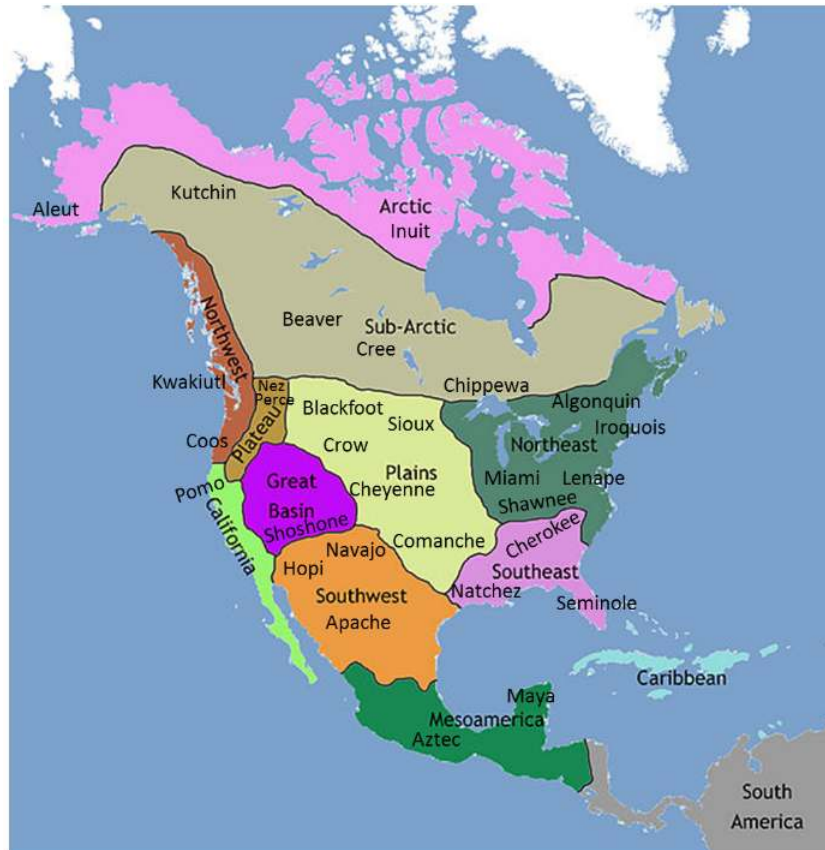 Kutchin
Aleut
Arctic
Inuit
Northwest
Beaver
Sub-Arctic
Cree
Kwakiutl
Nez
Perce
Chippewa
Blackfoot
Sioux
Algonquin
Iroquois
Coos
Plateau
Crow
Northeast
Pomo
Great
Basin
Shoshone
Plains
Cheyenne
Miami
Lenape
Shawnee
California
Navajo
Comanche
Cherokee
Hopi
Southwest
Apache
Natchez
Southeast
Seminole
Caribbean
Maya
Mesoamerica
Aztec
South
America